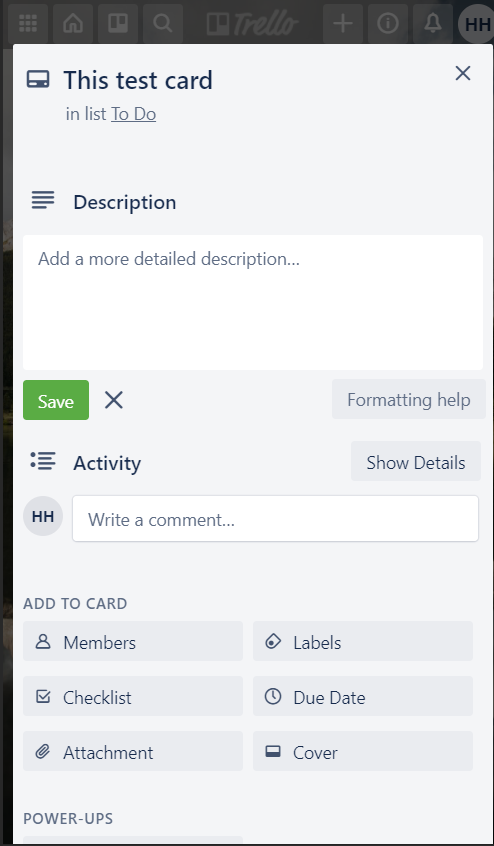 Trello
HH
This test card
in list To Do
Description
Add a more detailed description...
Save
Formatting help
Activity
Show Details
HH
Write a comment...
ADD TO CARD
Members
Labels
Checklist
Due Date
Attachment
Cover
POWER-UPS